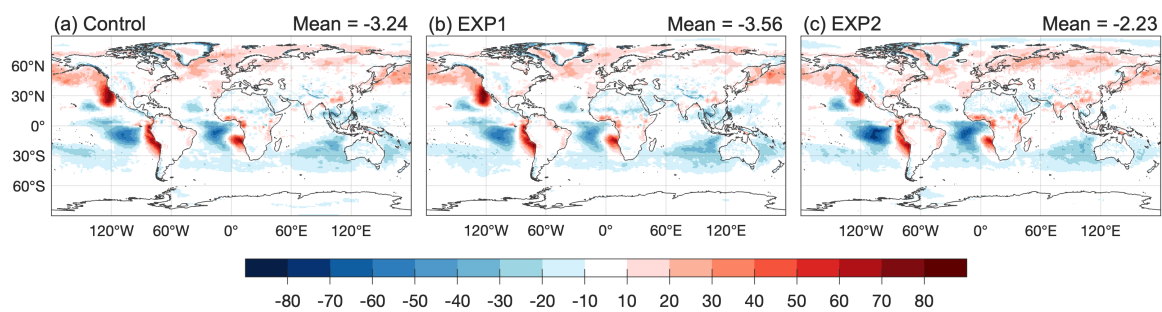 (a) Control Mean = -3.24 (b) EXP1 Mean = -3.56 (c) EXP2 Mean = -2.23
60°N
30°N
0°
30°S
60°S
120°W 60°W 0° 60°E 120°E 120°W 60°W 0° 60°E 120°E 120°W 60°W 0° 60°E 120°E
-80 -70 -60 -50 -40 -30 -20 -10 10 20 30 40 50 60 70 80